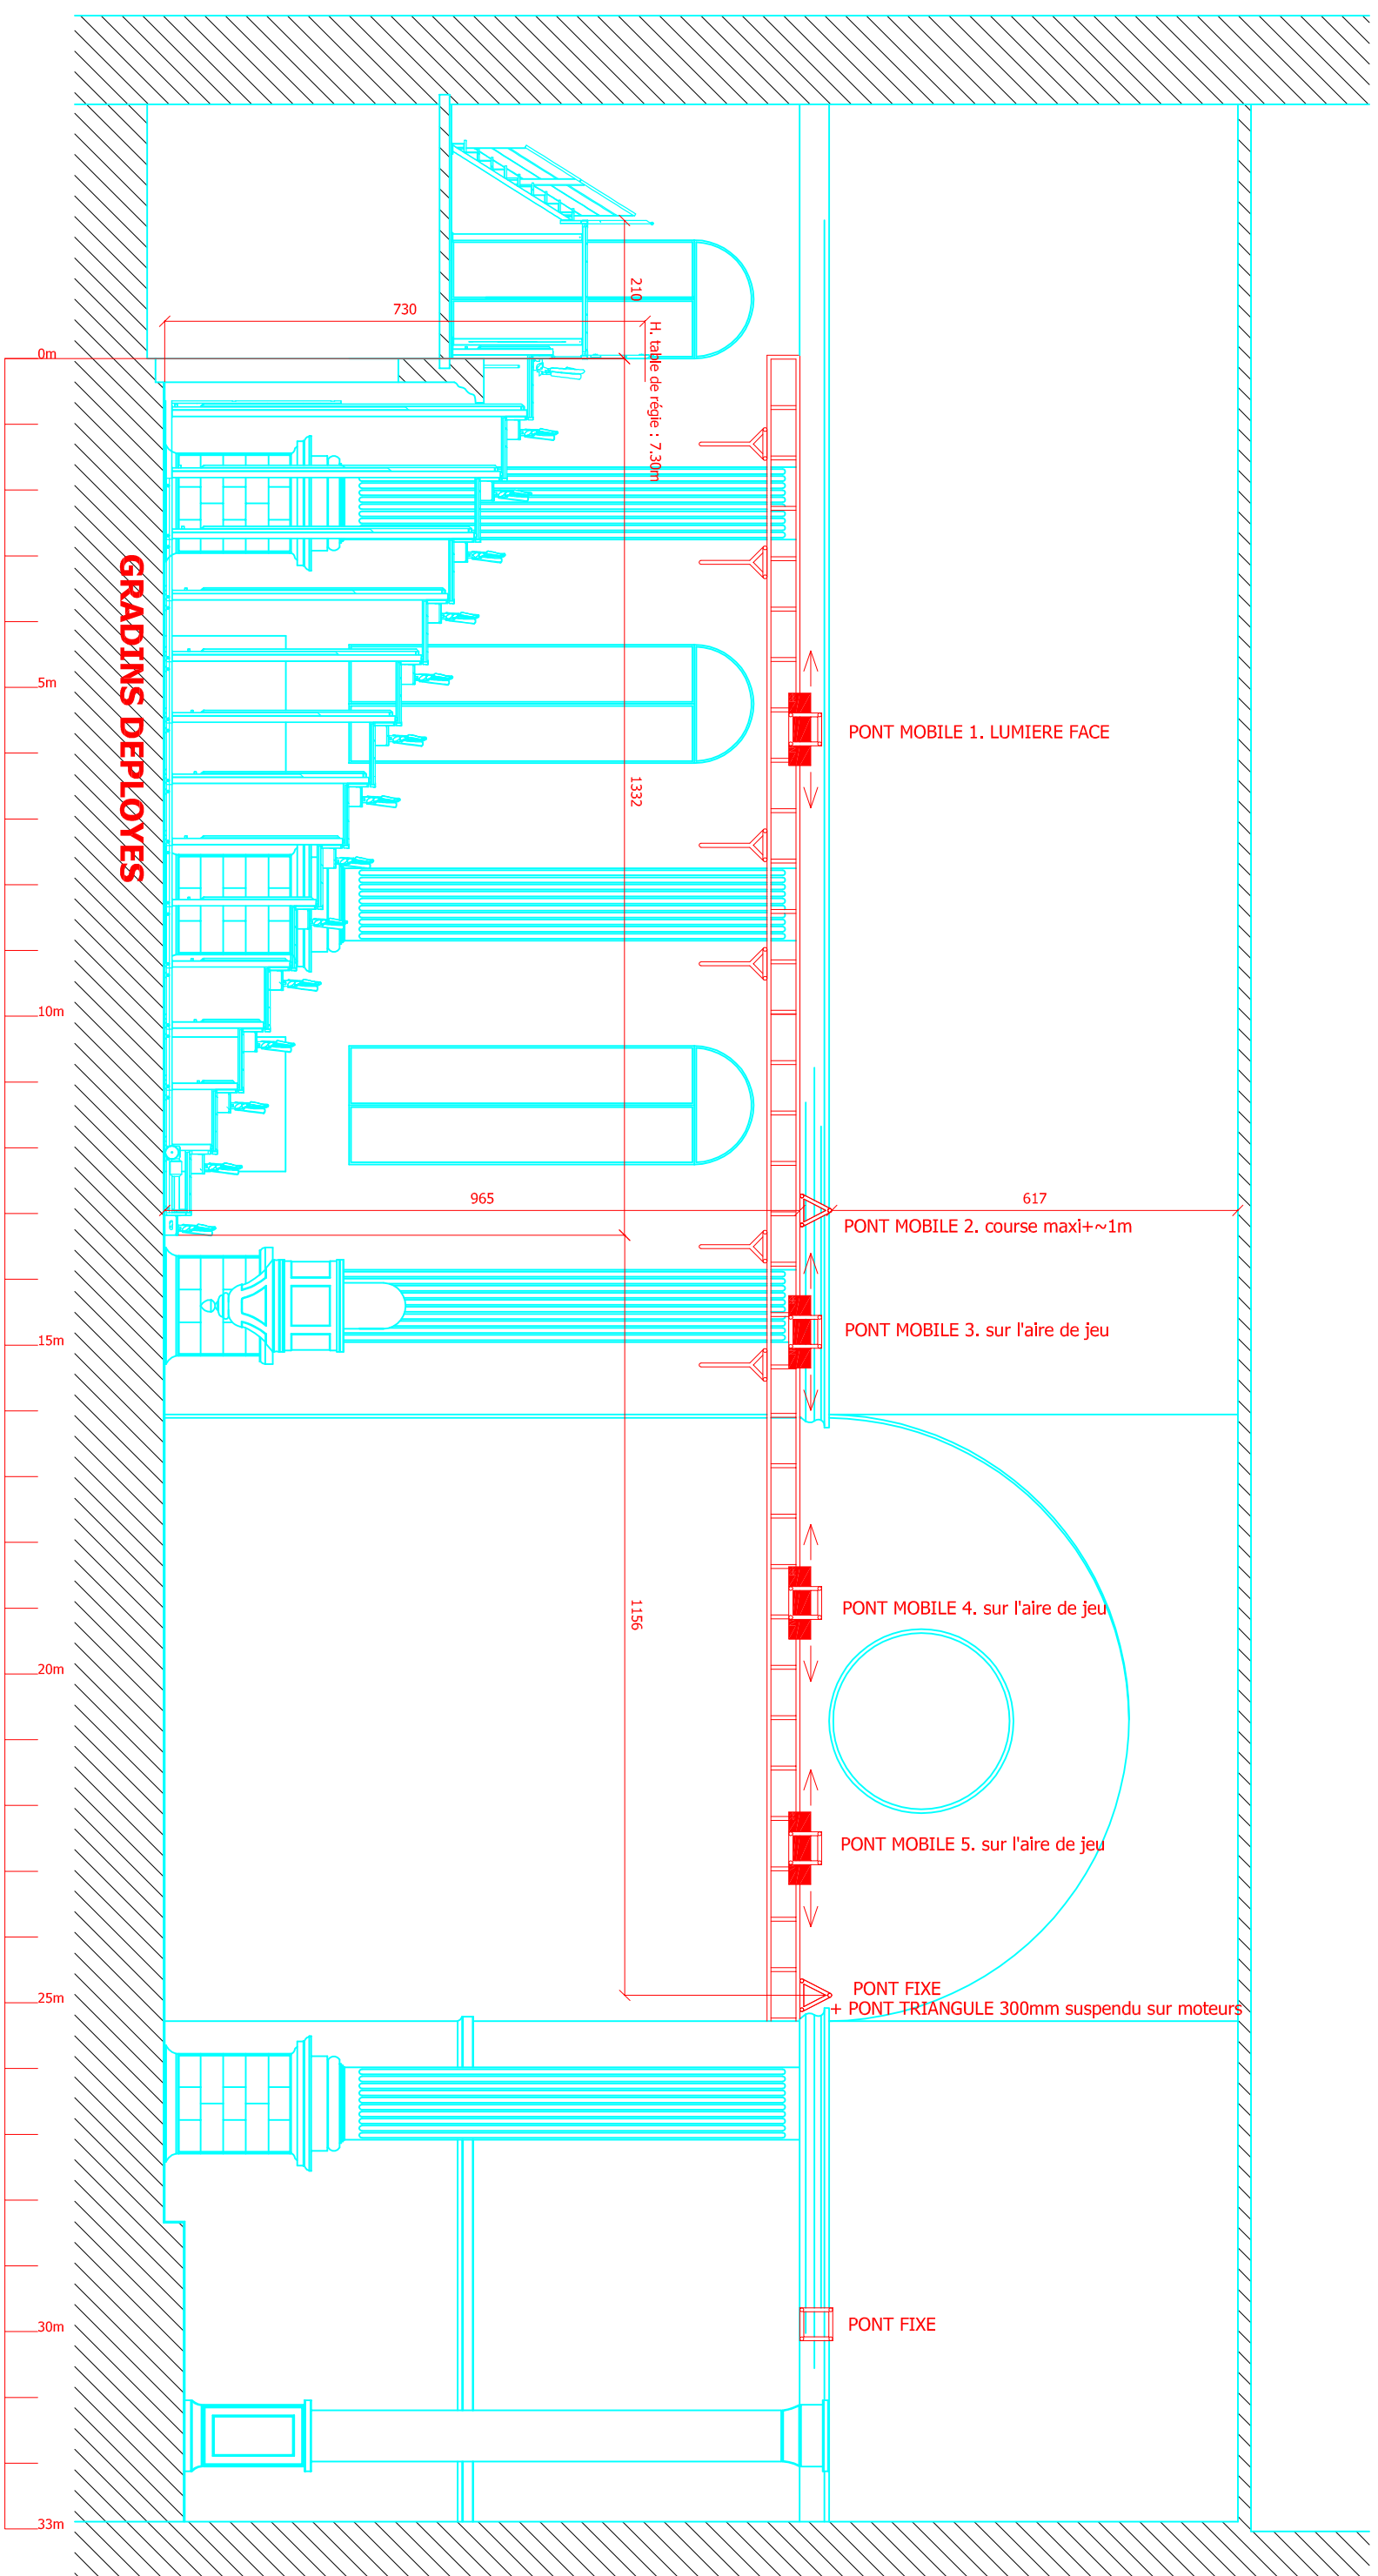 210
730
H. table de régie : 7.30m
0m
GRADINS DEPLOYES
5m
PONT MOBILE 1. LUMIERE FACE
1332
10m
965
617
PONT MOBILE 2. course maxi+~1m
PONT MOBILE 3. sur l'aire de jeu
15m
PONT MOBILE 4. sur l'aire de jeu
1156
20m
PONT MOBILE 5. sur l'aire de jeu
PONT FIXE
+ PONT TRIANGULE 300mm suspendu sur moteurs
25m
PONT FIXE
30m
33m